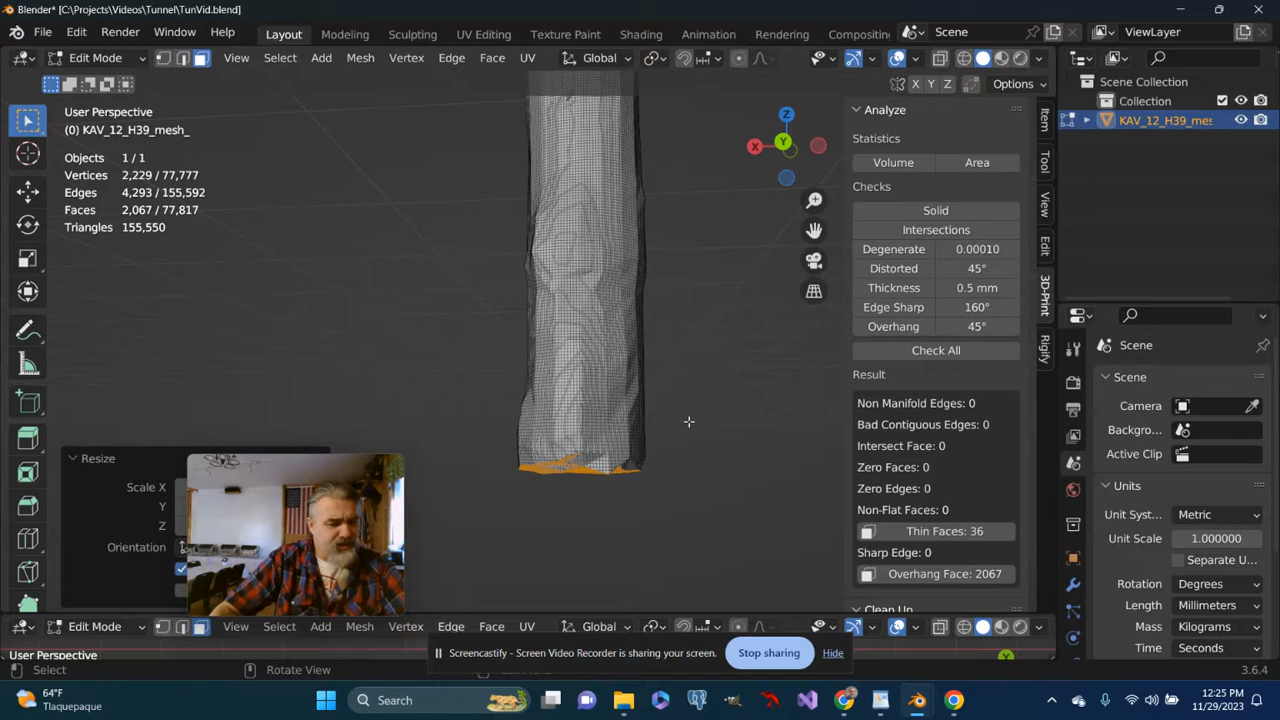 Blender* [C:\Projects\Videos\Tunnel\TunVid.blend]
File Edit Render Window Help Layout Modeling Sculpting UV Editing Texture Paint Shading Animation Rendering Compositing Scene ViewLayer
Edit Mode View Select Add Mesh Vertex Edge Face UV Global
X Y Z Options
User Perspective
(0) KAV_12_H39_mesh_
Objects 1 / 1
Vertices 2,229 / 77,777
Edges 4,293 / 155,592
Faces 2,067 / 77,817
Triangles 155,550
Resize
Scale X
Y
Z
Orientation
Z
X
Y
Analyze
Statistics
Volume Area
Checks
Solid
Intersections
Degenerate 0.00010
Distorted 45°
Thickness 0.5 mm
Edge Sharp 160°
Overhang 45°
Check All
Result
Non Manifold Edges: 0
Bad Contiguous Edges: 0
Intersect Face: 0
Zero Faces: 0
Zero Edges: 0
Non-Flat Faces: 0
Thin Faces: 36
Sharp Edge: 0
Overhang Face: 2067
Clean Up
Item
Tool
View
Edit
3D-Print
Rigify
Scene Collection
Collection
KAV_12_H39_mes
Scene
Scene
Camera
Backgro...
Active Clip
Units
Unit Syst... Metric
Unit Scale 1.000000
Separate U...
Rotation Degrees
Length Millimeters
Mass Kilograms
Time Seconds
Edit Mode View Select Add Mesh Vertex Edge Face UV Global
User Perspective
Y
Screencastify - Screen Video Recorder is sharing your screen. Stop sharing Hide
Select Rotate View 3.6.4
64°F
Tlaquepaque
Search
12:25 PM
11/29/2023